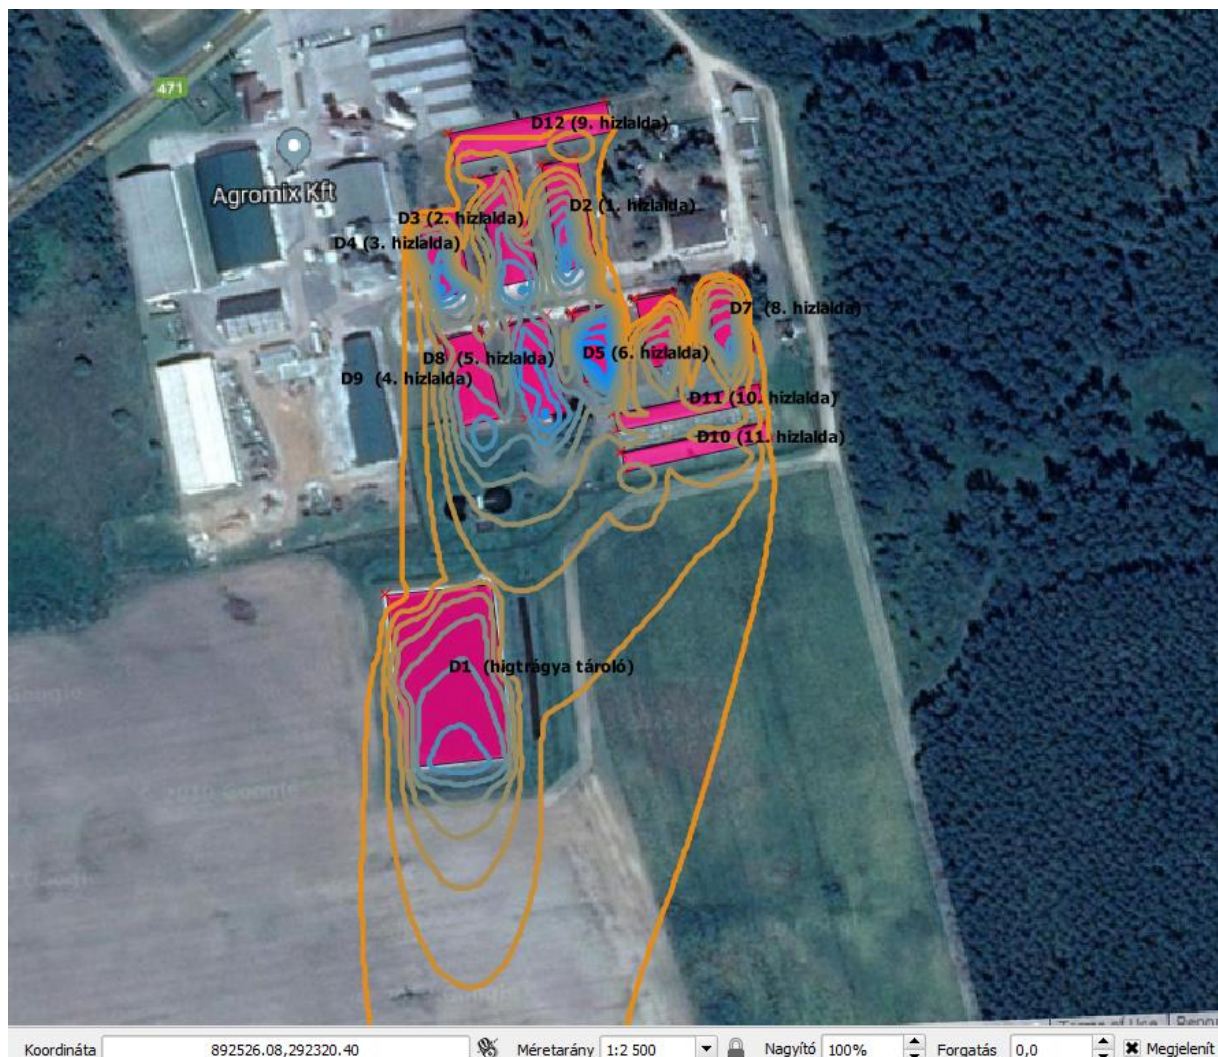 471
Agromix Kft
D12 (9. hizlalda)
D3 (2. hizlalda)
D2 (1. hizlalda)
D4 (3. hizlalda)
D7 (8. hizlalda)
D8 (5. hizlalda)
D5 (6. hizlalda)
D9 (4. hizlalda)
D11 (10. hizlalda)
D10 (11. hizlalda)
D1 (higtrágya tároló)
Google
Koordináta 892526.08,292320.40 Méretarány 1:2 500 Nagyító 100% Forgatás 0,0 Megjelenít